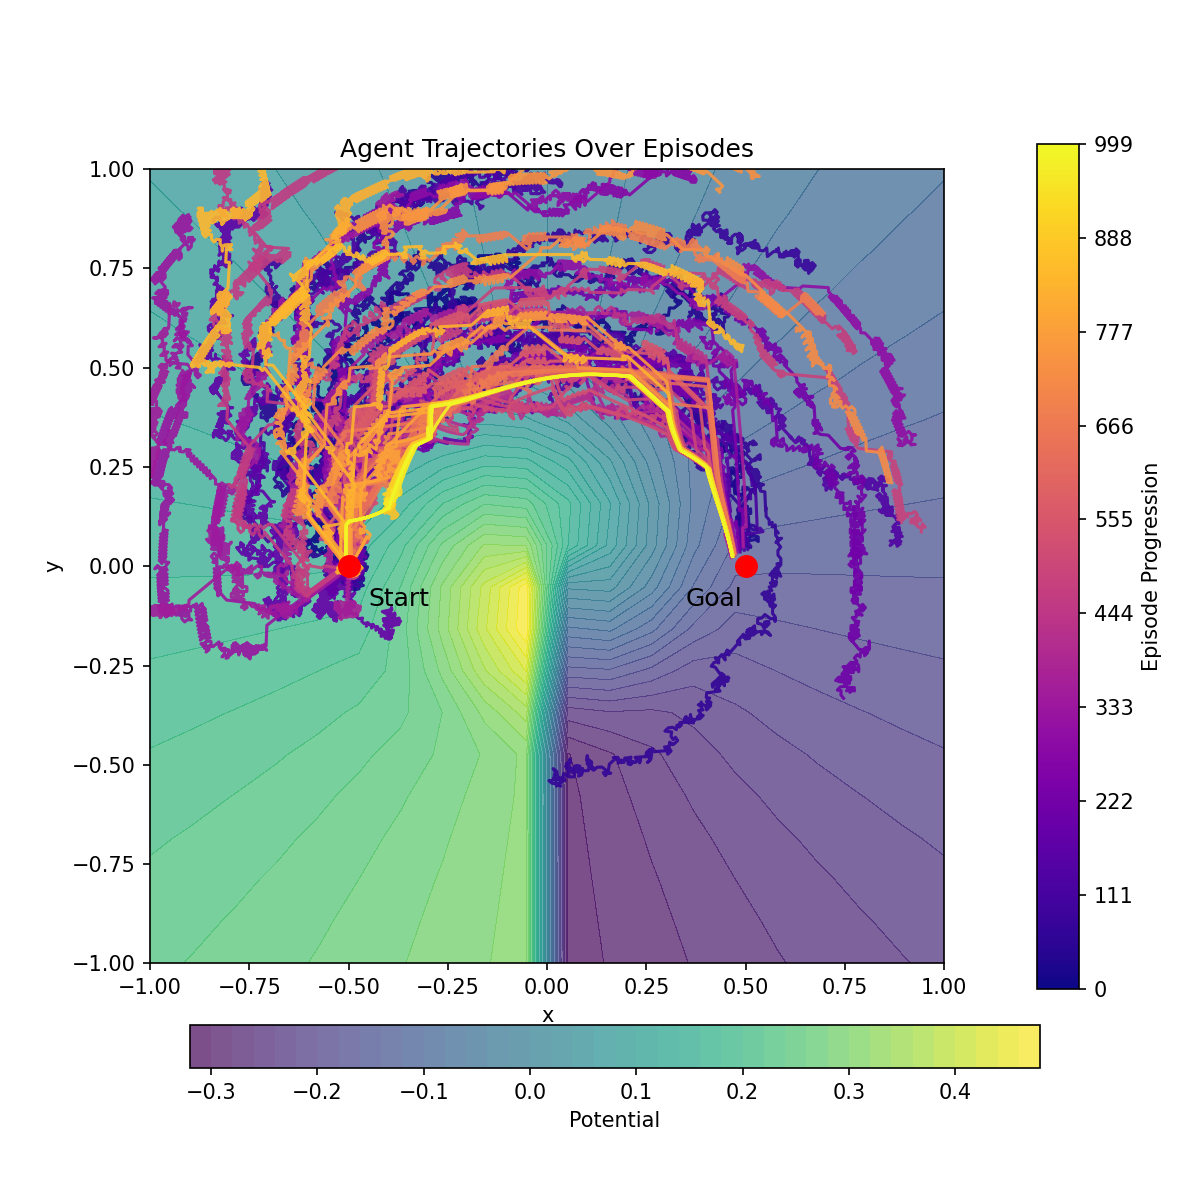 Agent Trajectories Over Episodes
1.00
0.75
0.50
0.25
0.00
−0.25
−0.50
−0.75
−1.00
y
Start
Goal
−1.00 −0.75 −0.50 −0.25 0.00 0.25 0.50 0.75 1.00
x
999
888
777
666
555
444
333
222
111
0
Episode Progression
−0.3 −0.2 −0.1 0.0 0.1 0.2 0.3 0.4
Potential